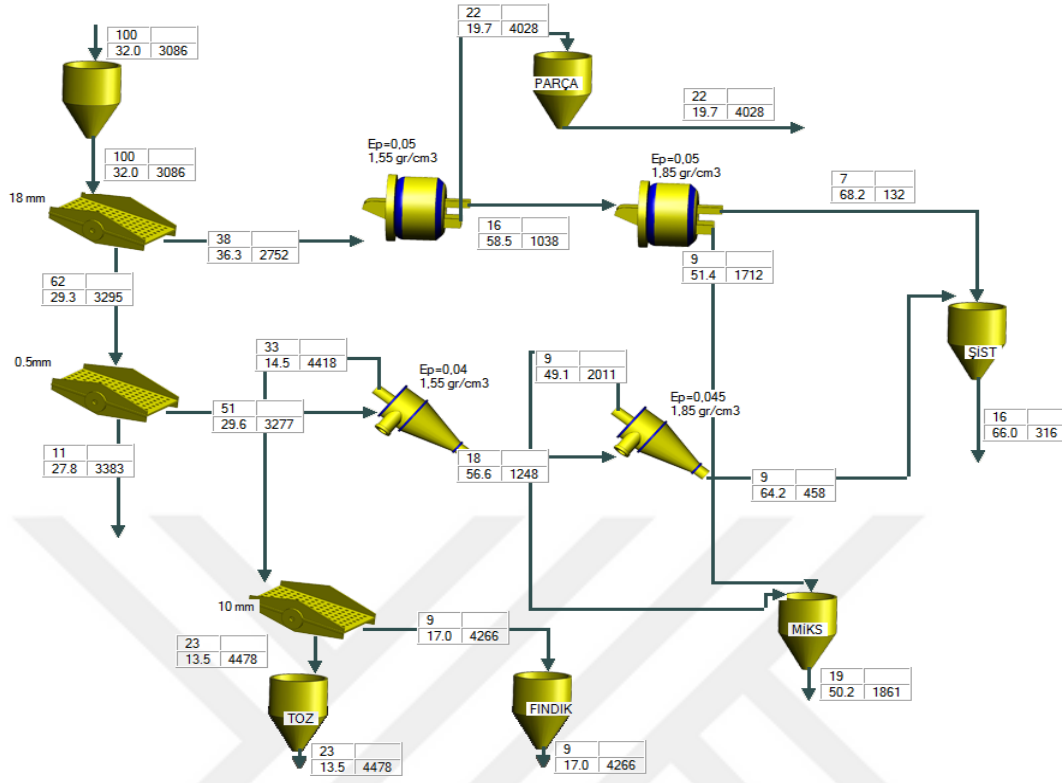 100
32.0 3086
22
19.7 4028
PARÇA
22
19.7 4028
100
32.0 3086
18 mm
Ep=0,05
1,55 gr/cm3
Ep=0,05
1,85 gr/cm3
7
68.2 132
38
36.3 2752
16
58.5 1038
9
51.4 1712
62
29.3 3295
ŞİST
0.5mm
33
14.5 4418
Ep=0,04
1,55 gr/cm3
9
49.1 2011
Ep=0,045
1,85 gr/cm3
51
29.6 3277
16
66.0 316
11
27.8 3383
18
56.6 1248
9
64.2 458
10 mm
9
17.0 4266
MİKS
23
13.5 4478
19
50.2 1861
TOZ
FINDIK
23
13.5 4478
9
17.0 4266